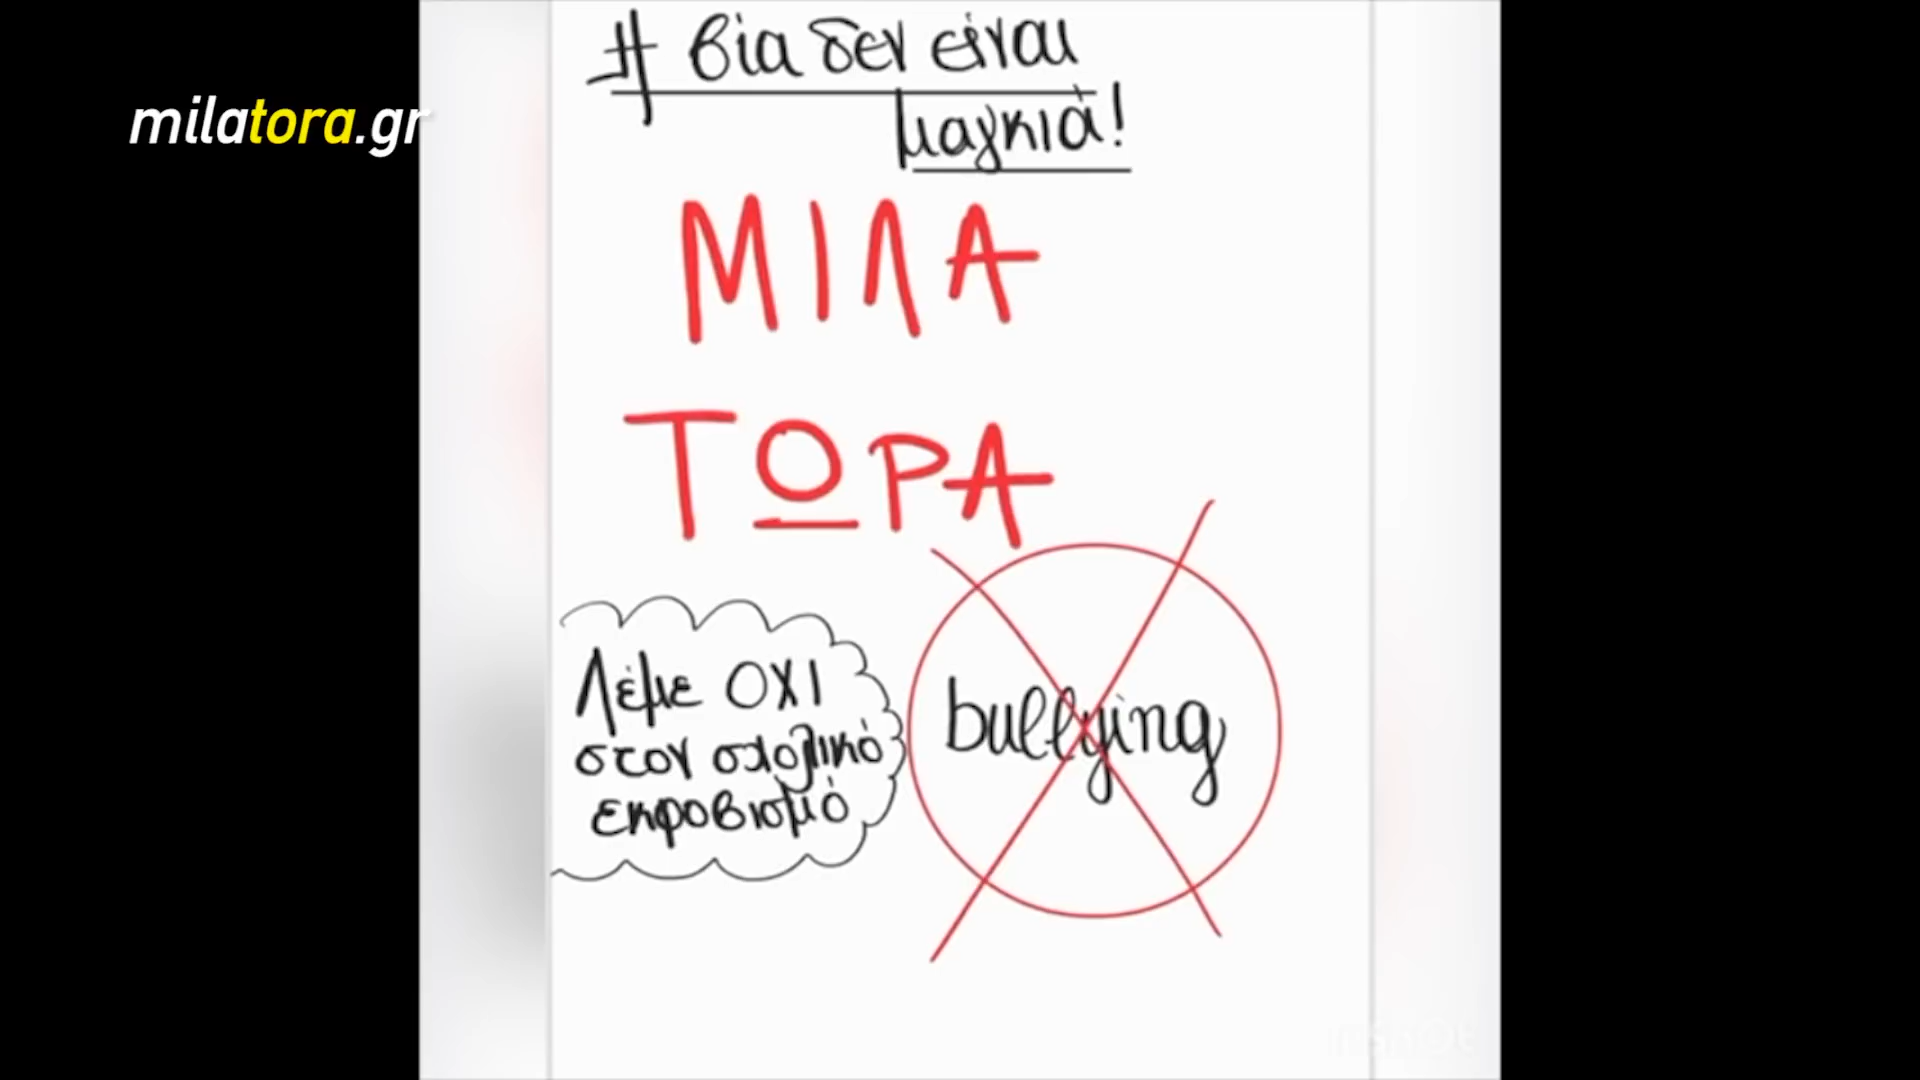 Η βία δεν είναι
μαγκιά!
milatora.gr
ΜΙΛΑ
ΤΩΡΑ
Λέμε ΟΧΙ
στον σχολικό
εκφοβισμό
bullying